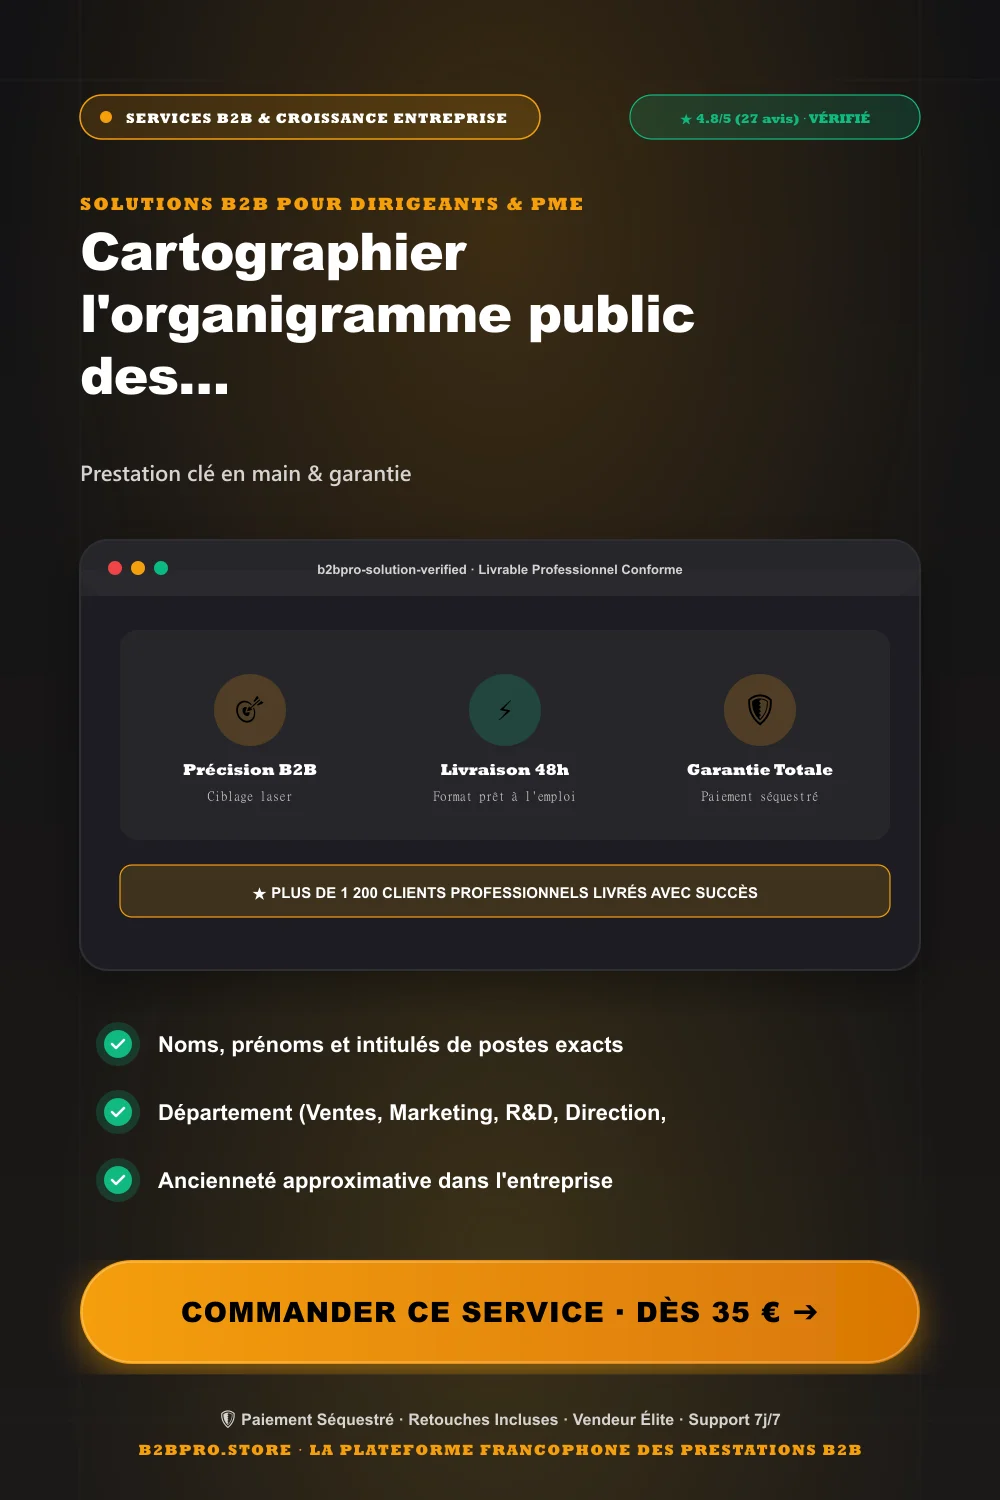 SERVICES B2B & CROISSANCE ENTREPRISE
★ 4.8/5 (27 avis) · VÉRIFIÉ
SOLUTIONS B2B POUR DIRIGEANTS & PME
Cartographier
l'organigramme public
des...
Prestation clé en main & garantie
b2bpro-solution-verified · Livrable Professionnel Conforme
Précision B2B
Ciblage laser
Livraison 48h
Format prêt à l'emploi
Garantie Totale
Paiement séquestré
★ PLUS DE 1 200 CLIENTS PROFESSIONNELS LIVRÉS AVEC SUCCÈS
Noms, prénoms et intitulés de postes exacts
Département (Ventes, Marketing, R&D, Direction,
Ancienneté approximative dans l'entreprise
COMMANDER CE SERVICE · DÈS 35 € →
Paiement Séquestré · Retouches Incluses · Vendeur Élite · Support 7j/7
B2BPRO.STORE · LA PLATEFORME FRANCOPHONE DES PRESTATIONS B2B